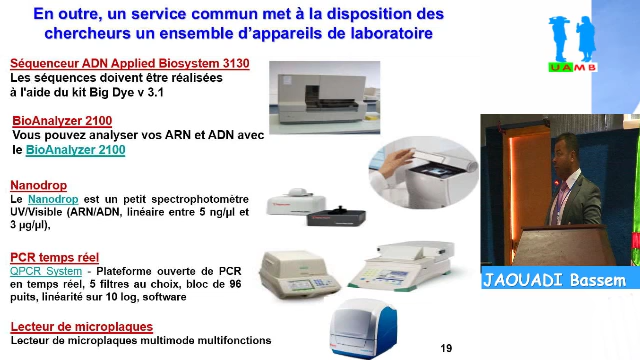 En outre, un service commun met à la disposition des
chercheurs un ensemble d'appareils de laboratoire
Séquenceur ADN Applied Biosystem 3130
Les séquences doivent être réalisées
à l'aide du kit Big Dye v 3.1
BioAnalyzer 2100
Vous pouvez analyser vos ARN et ADN avec
le BioAnalyzer 2100
Nanodrop
Le Nanodrop est un petit spectrophotomètre
UV/Visible (ARN/ADN, linéaire entre 5 ng/µl et
3 µg/µl),
PCR temps réel
QPCR System - Plateforme ouverte de PCR
en temps réel, 5 filtres au choix, bloc de 96
puits, linéarité sur 10 log, software
Lecteur de microplaques
Lecteur de microplaques multimode multifonctions
19
UAMB
JAOUADI Bassem